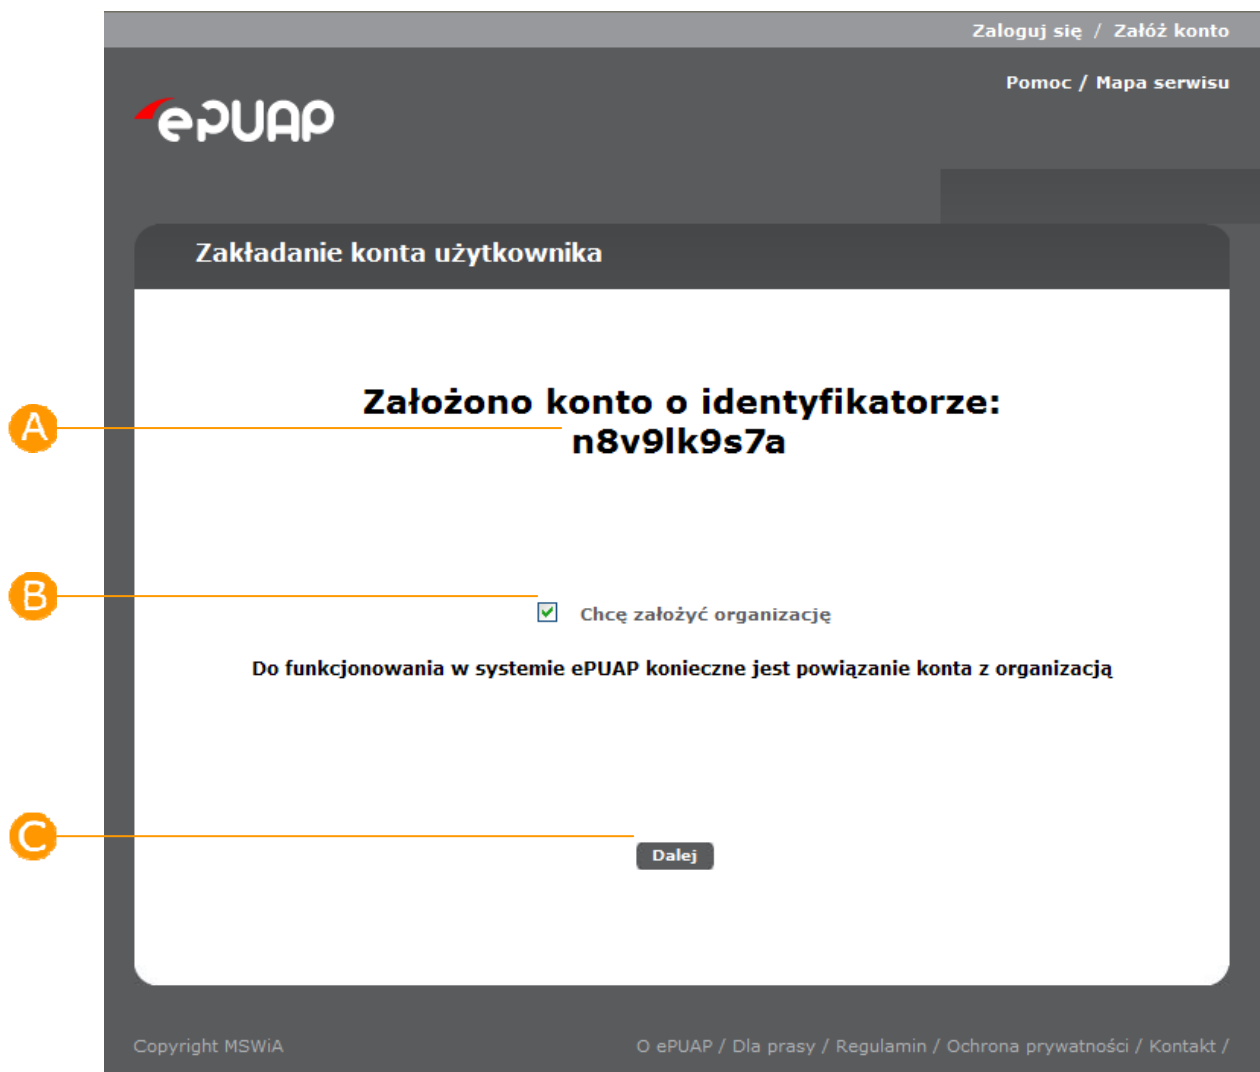 Zaloguj się / Załóż konto
Pomoc / Mapa serwisu
ePUAP
Zakładanie konta użytkownika
Założono konto o identyfikatorze:
A
n8v9lk9s7a
B
Chcę założyć organizację
Do funkcjonowania w systemie ePUAP konieczne jest powiązanie konta z organizacją
C
Dalej
Copyright MSWiA
O ePUAP / Dla prasy / Regulamin / Ochrona prywatności / Kontakt /